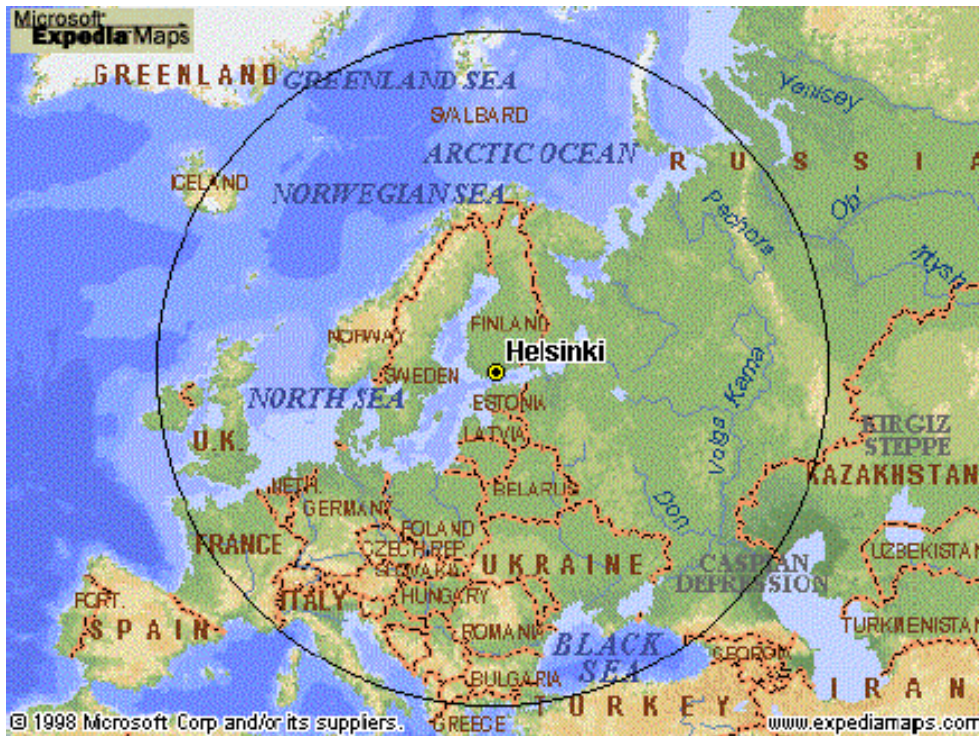 Microsoft
Expedia Maps
GREENLAND
GREENLAND SEA
Yenisey
SVALBARD
ARCTIC OCEAN
RUSSIA
ICELAND
NORWEGIAN SEA
Ob'
Pechora
Irtysh
NORWAY
FINLAND
Helsinki
SWEDEN
NORTH SEA
ESTONIA
Kama
LATVIA
Volga
U.K.
KIRGIZ
STEPPE
KAZAKHSTAN
NETH.
GERMANY
BELARUS
Don
POLAND
FRANCE
CZECH REP.
UKRAINE
UZBEKISTAN
SLOVAKIA
CASPIAN
DEPRESSION
ITALY
HUNGARY
PORT.
SPAIN
ROMANIA
BLACK
SEA
TURKMENISTAN
GEORGIA
BULGARIA
TURKEY
IRAN
GREECE
© 1998 Microsoft Corp and/or its suppliers.
www.expediamaps.com